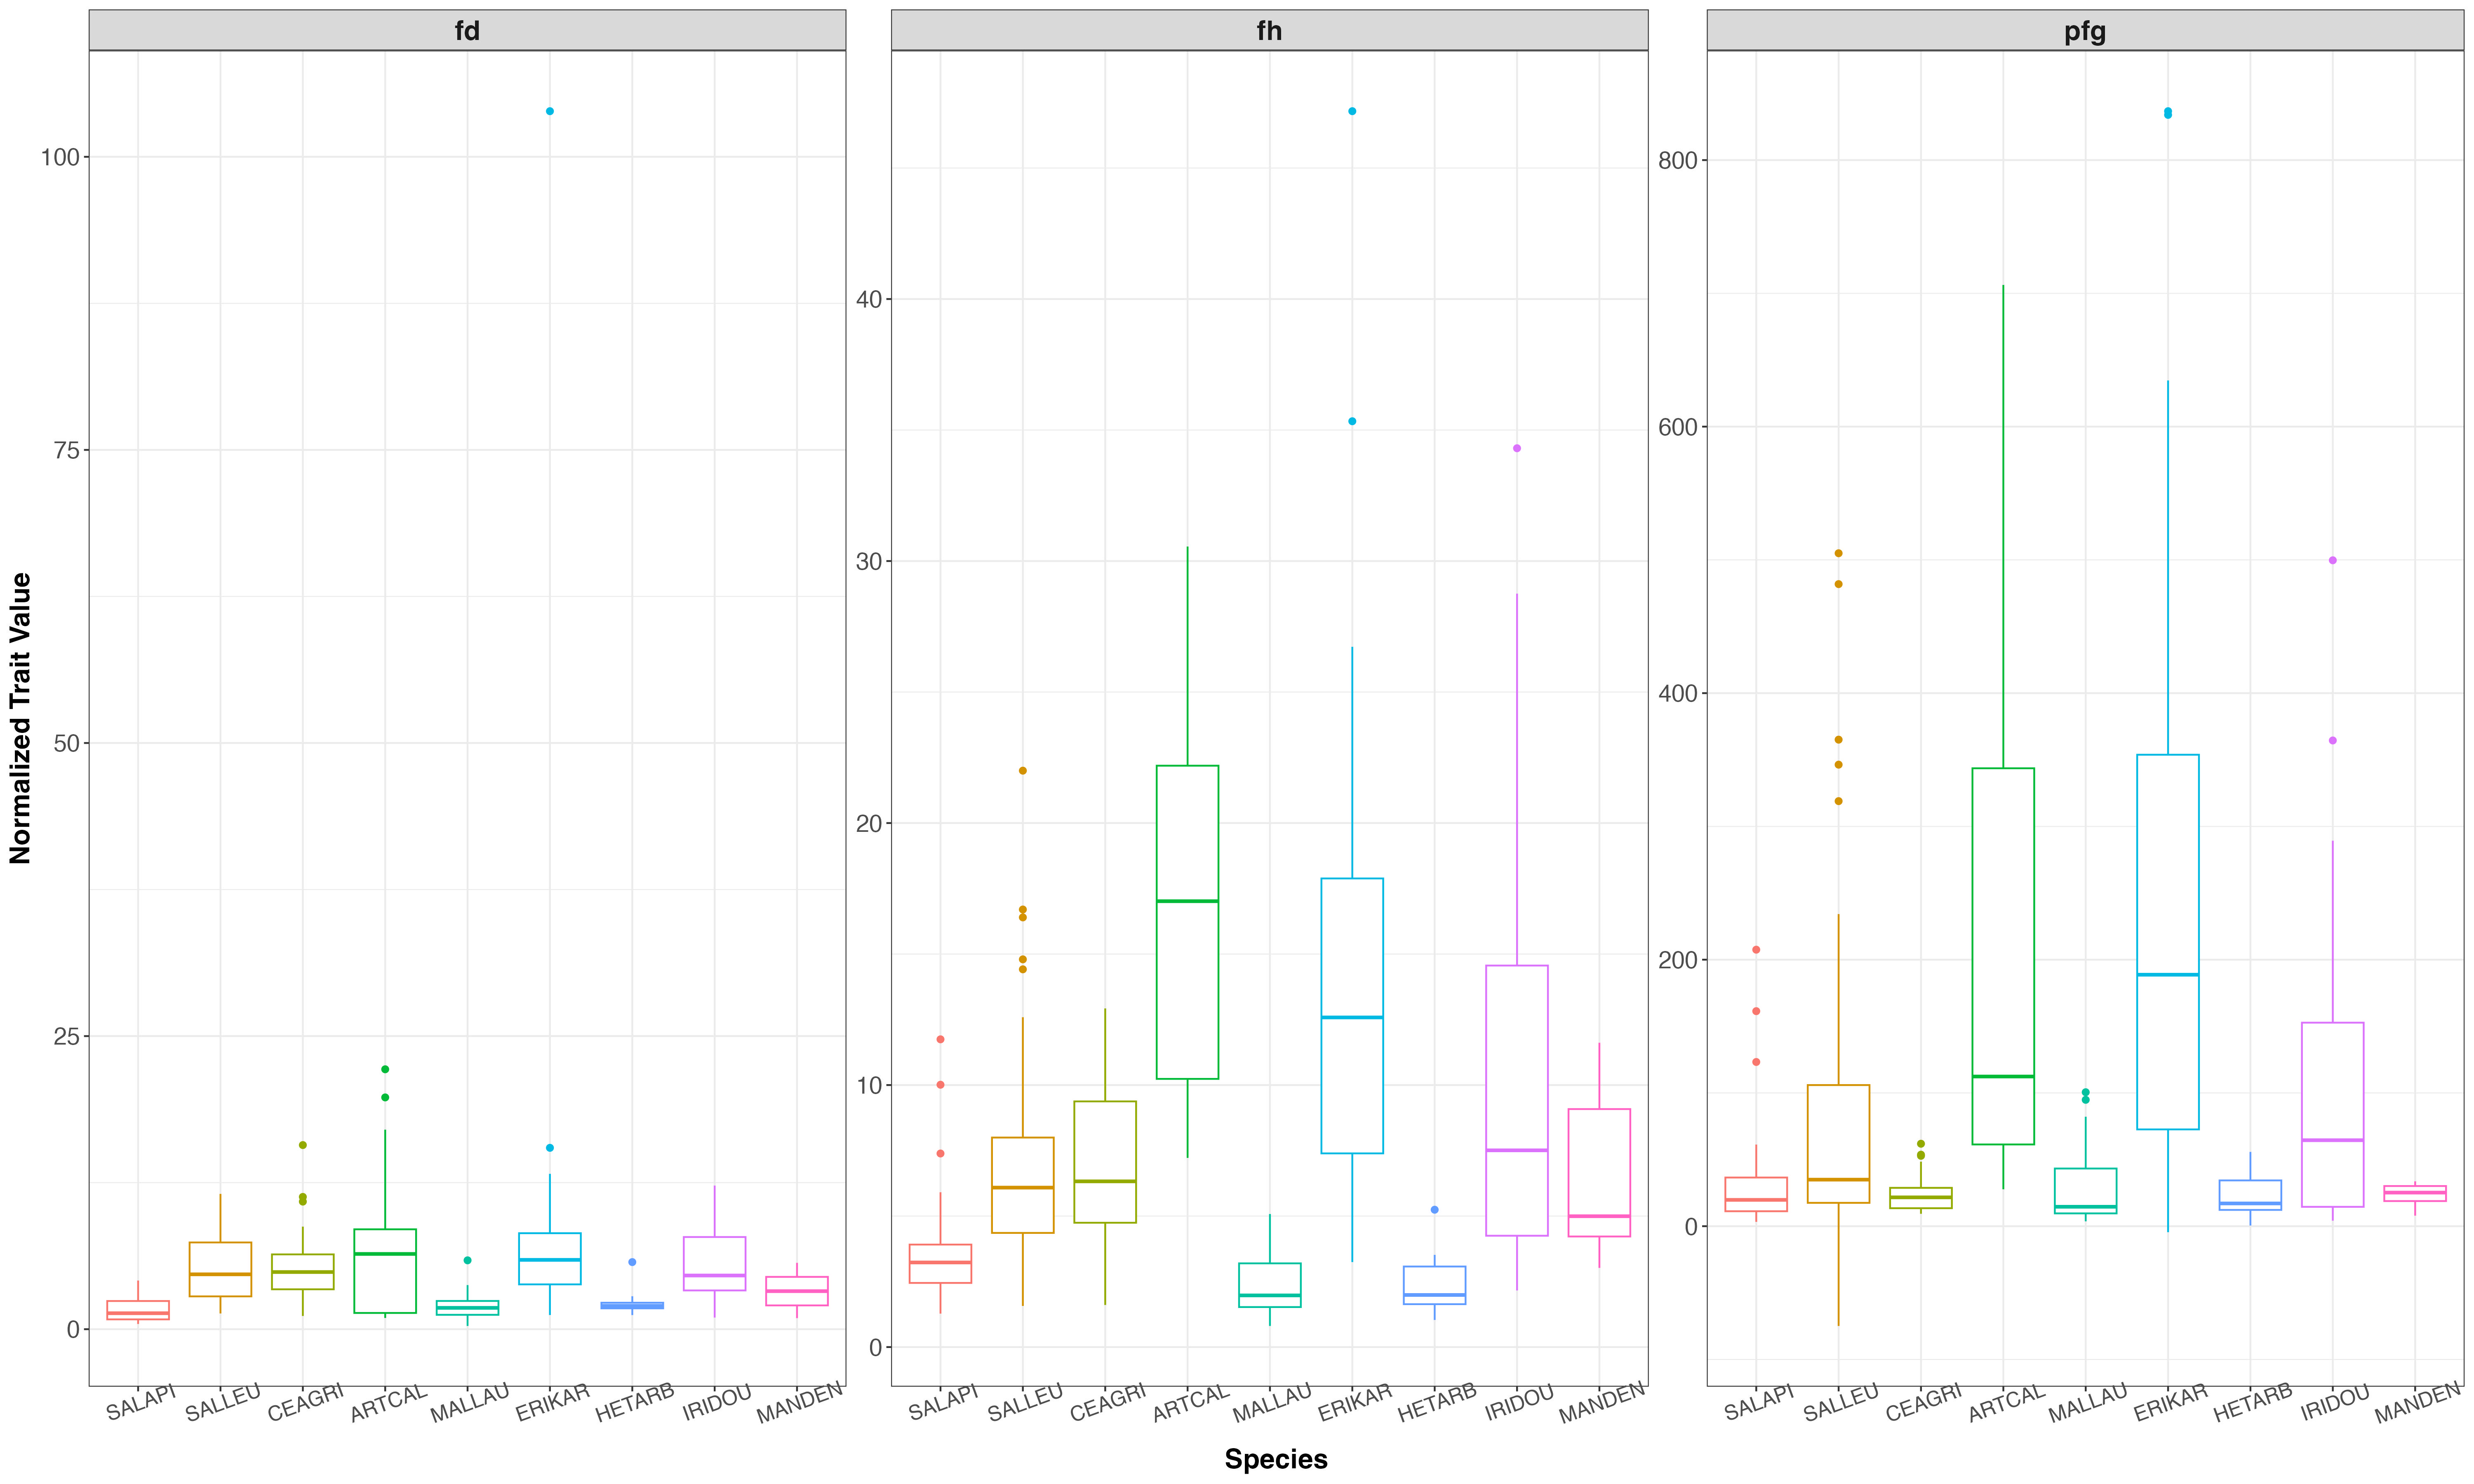 fd fh pfg
Normalized Trait Value
100
75
50
25
0
40
30
20
10
0
800
600
400
200
0
SALAPI SALLEU CEAGRI ARTCAL MALLAU ERIKAR HETARB IRIDOU MANDEN
SALAPI SALLEU CEAGRI ARTCAL MALLAU ERIKAR HETARB IRIDOU MANDEN
SALAPI SALLEU CEAGRI ARTCAL MALLAU ERIKAR HETARB IRIDOU MANDEN
Species